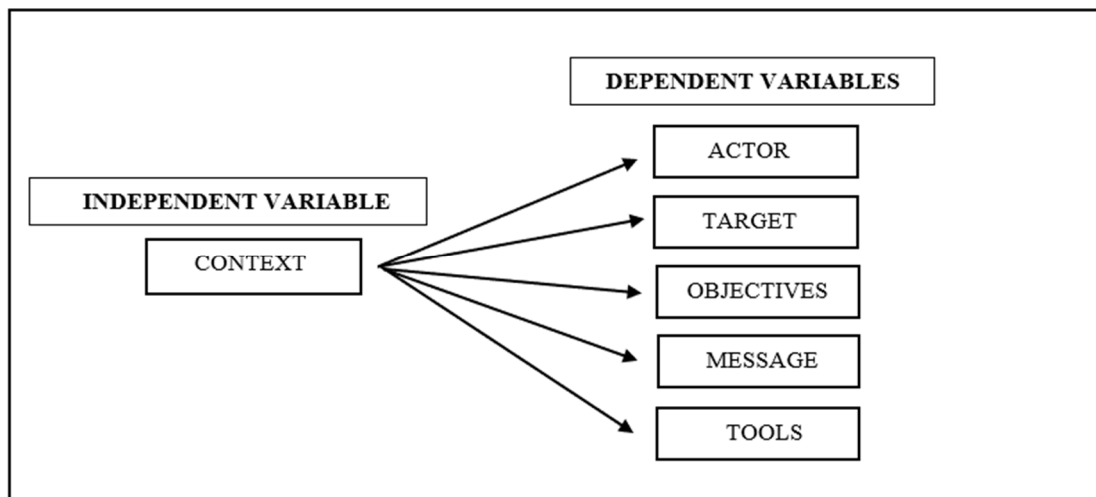 DEPENDENT VARIABLES
ACTOR
INDEPENDENT VARIABLE
TARGET
CONTEXT
OBJECTIVES
MESSAGE
TOOLS